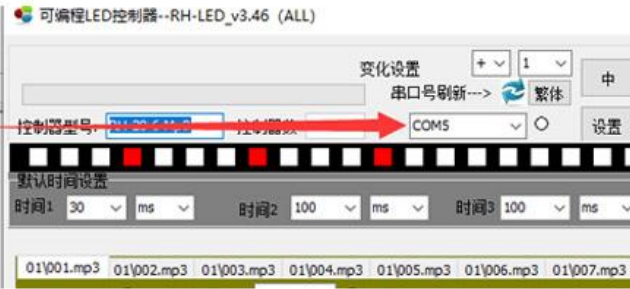 可编程LED控制器--RH-LED_v3.46 (ALL)
变化设置 + 1 中
串口号刷新---> 繁体
控制器型号: COM5 设置
默认时间设置
时间1 30 ms 时间2 100 ms 时间3 100 ms
01\001.mp3 01\002.mp3 01\003.mp3 01\004.mp3 01\005.mp3 01\006.mp3 01\007.mp3